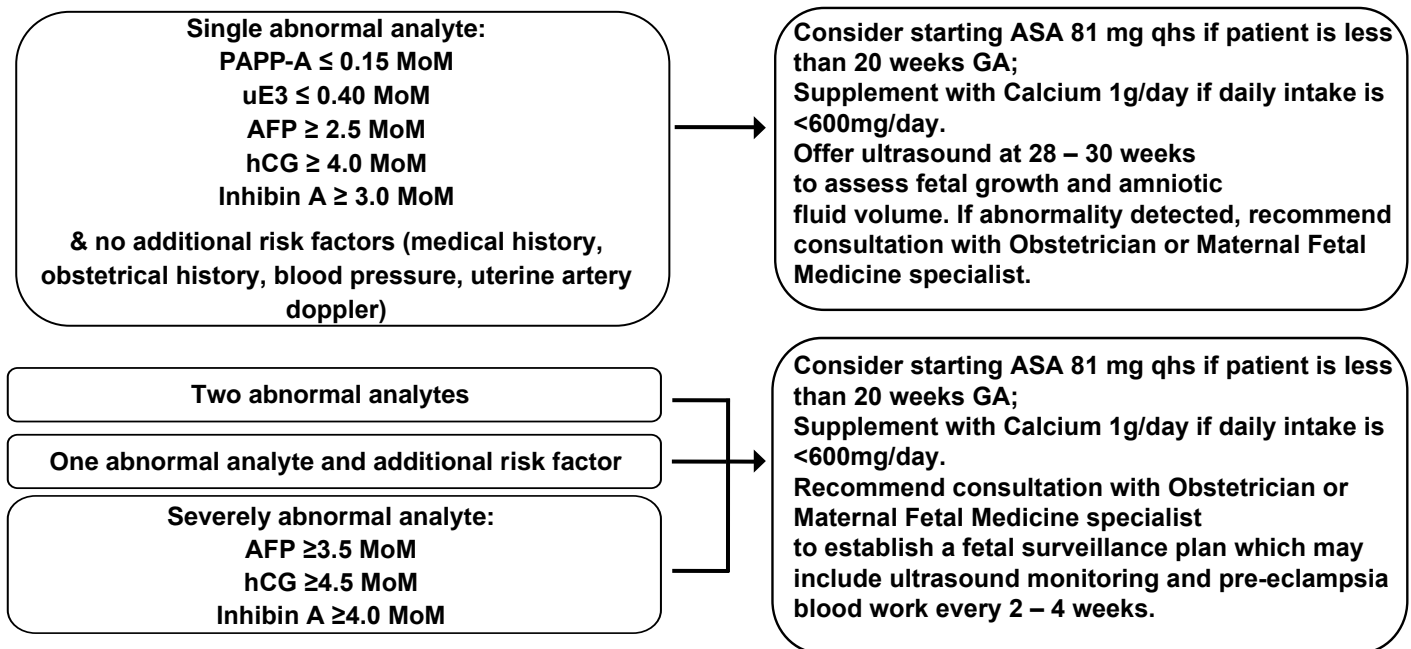 Single abnormal analyte:
PAPP-A ≤ 0.15 MoM
uE3 ≤ 0.40 MoM
AFP ≥ 2.5 MoM
hCG ≥ 4.0 MoM
Inhibin A ≥ 3.0 MoM
& no additional risk factors (medical history,
obstetrical history, blood pressure, uterine artery
doppler)
Consider starting ASA 81 mg qhs if patient is less
than 20 weeks GA;
Supplement with Calcium 1g/day if daily intake is
<600mg/day.
Offer ultrasound at 28 – 30 weeks
to assess fetal growth and amniotic
fluid volume. If abnormality detected, recommend
consultation with Obstetrician or Maternal Fetal
Medicine specialist.
Two abnormal analytes
One abnormal analyte and additional risk factor
Severely abnormal analyte:
AFP ≥3.5 MoM
hCG ≥4.5 MoM
Inhibin A ≥4.0 MoM
Consider starting ASA 81 mg qhs if patient is less
than 20 weeks GA;
Supplement with Calcium 1g/day if daily intake is
<600mg/day.
Recommend consultation with Obstetrician or
Maternal Fetal Medicine specialist
to establish a fetal surveillance plan which may
include ultrasound monitoring and pre-eclampsia
blood work every 2 – 4 weeks.